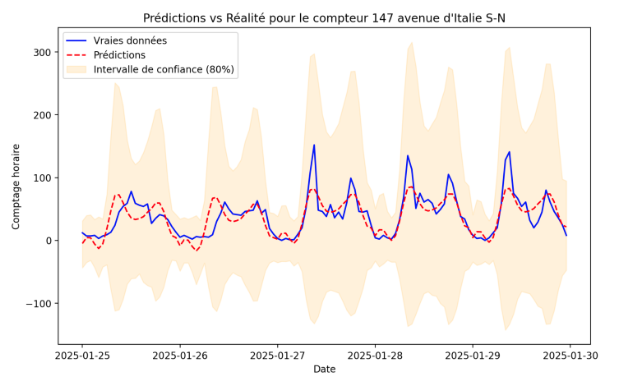 Prédictions vs Réalité pour le compteur 147 avenue d'Italie S-N
Vraies données
Prédictions
Intervalle de confiance (80%)
Comptage horaire
300
200
100
0
−100
2025-01-25
2025-01-26
2025-01-27
2025-01-28
2025-01-29
2025-01-30
Date